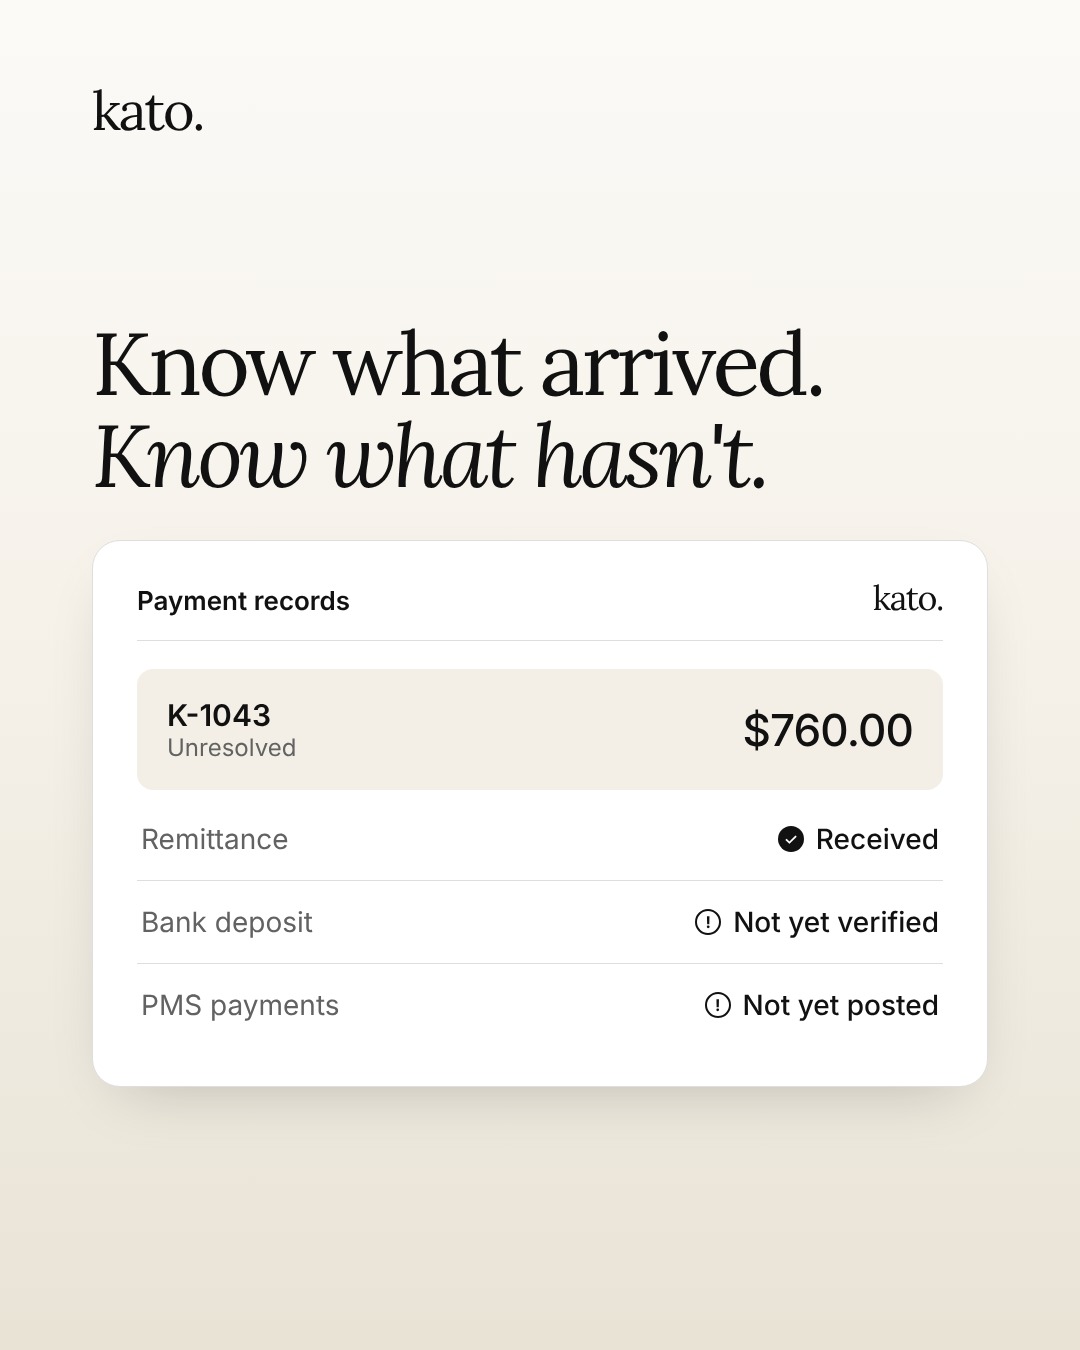 kato.
Know what arrived.
Know what hasn't.
Payment records
kato.
K-1043
Unresolved
$760.00
Remittance
Received
Bank deposit
Not yet verified
PMS payments
Not yet posted